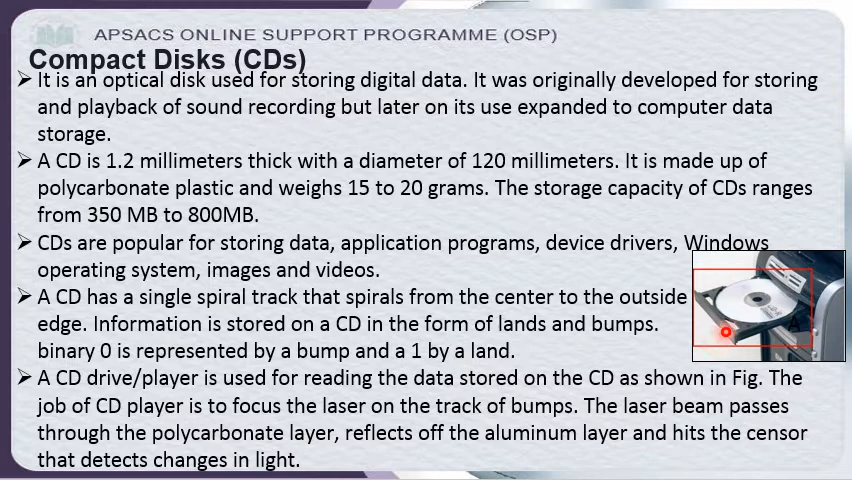 APSACS ONLINE SUPPORT PROGRAMME (OSP)
Compact Disks (CDs)
➢ It is an optical disk used for storing digital data. It was originally developed for storing
and playback of sound recording but later on its use expanded to computer data
storage.
➢ A CD is 1.2 millimeters thick with a diameter of 120 millimeters. It is made up of
polycarbonate plastic and weighs 15 to 20 grams. The storage capacity of CDs ranges
from 350 MB to 800MB.
➢ CDs are popular for storing data, application programs, device drivers, Windows
operating system, images and videos.
➢ A CD has a single spiral track that spirals from the center to the outside
edge. Information is stored on a CD in the form of lands and bumps.
binary 0 is represented by a bump and a 1 by a land.
➢ A CD drive/player is used for reading the data stored on the CD as shown in Fig. The
job of CD player is to focus the laser on the track of bumps. The laser beam passes
through the polycarbonate layer, reflects off the aluminum layer and hits the censor
that detects changes in light.